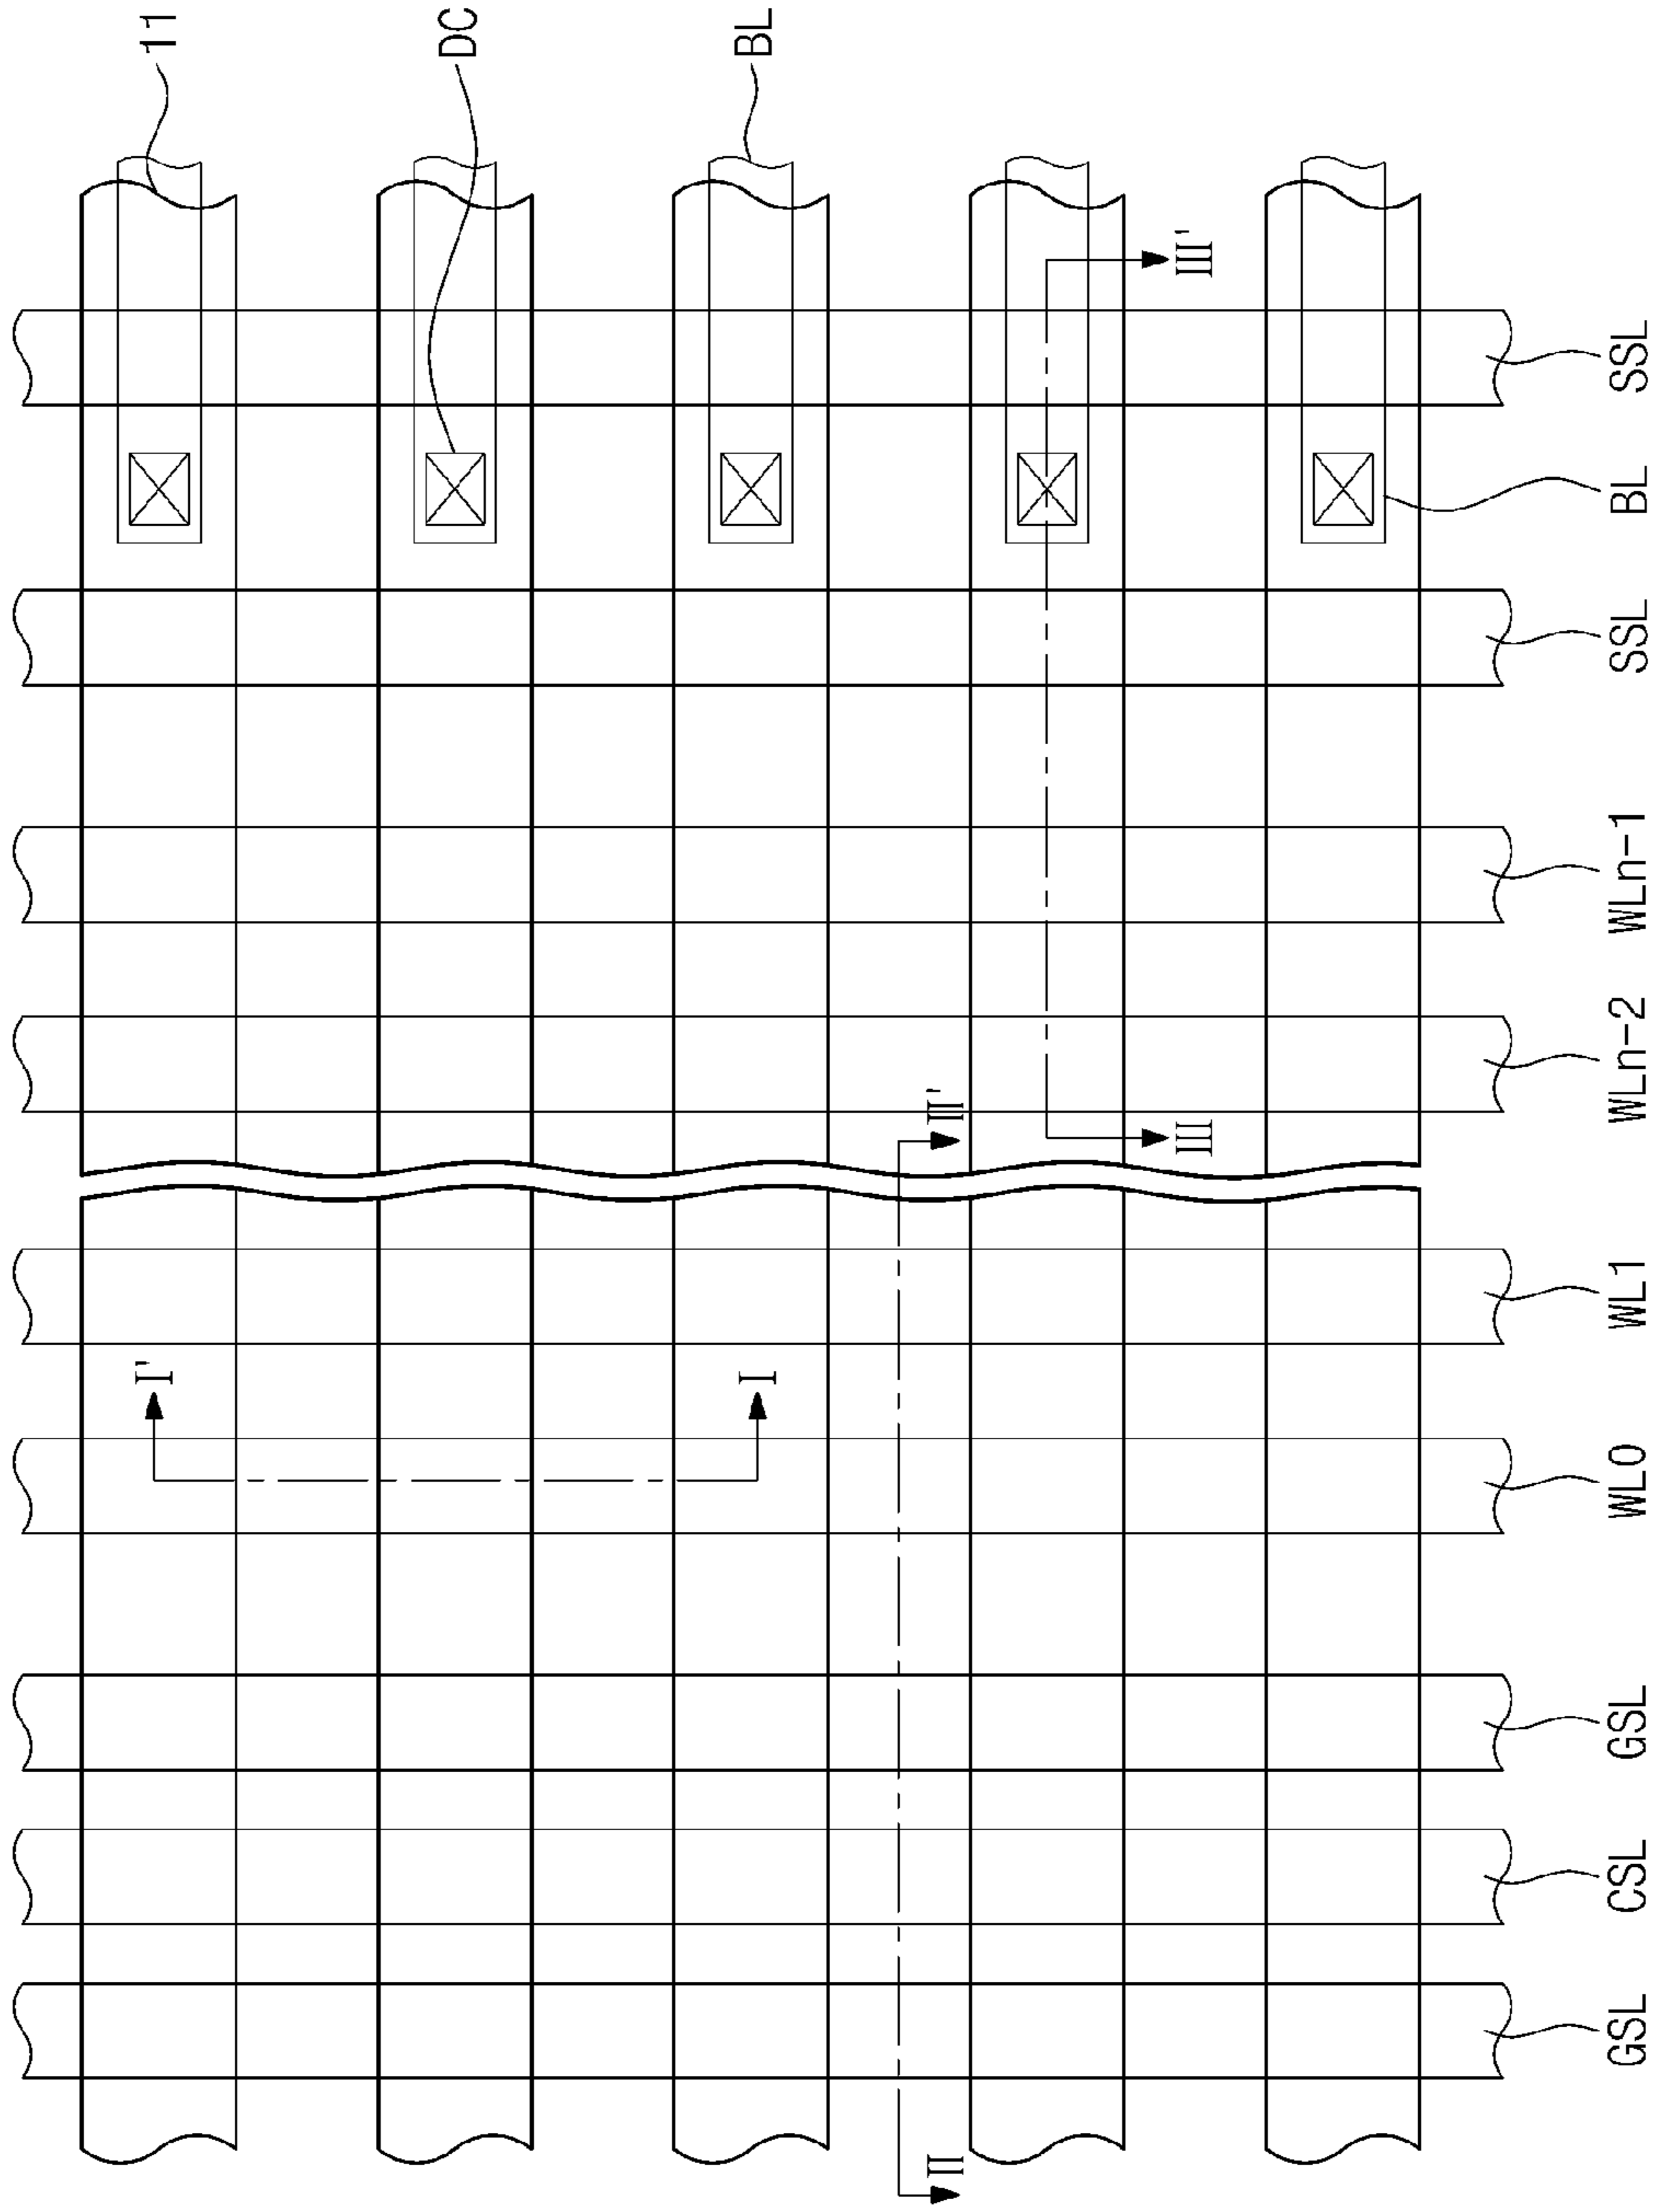 11
DC
BL
SSL
BL
SSL
WLn-1
WLn-2
WL1
WL0
GSL
CSL
GSL
I'
I
II'
II
III'
III